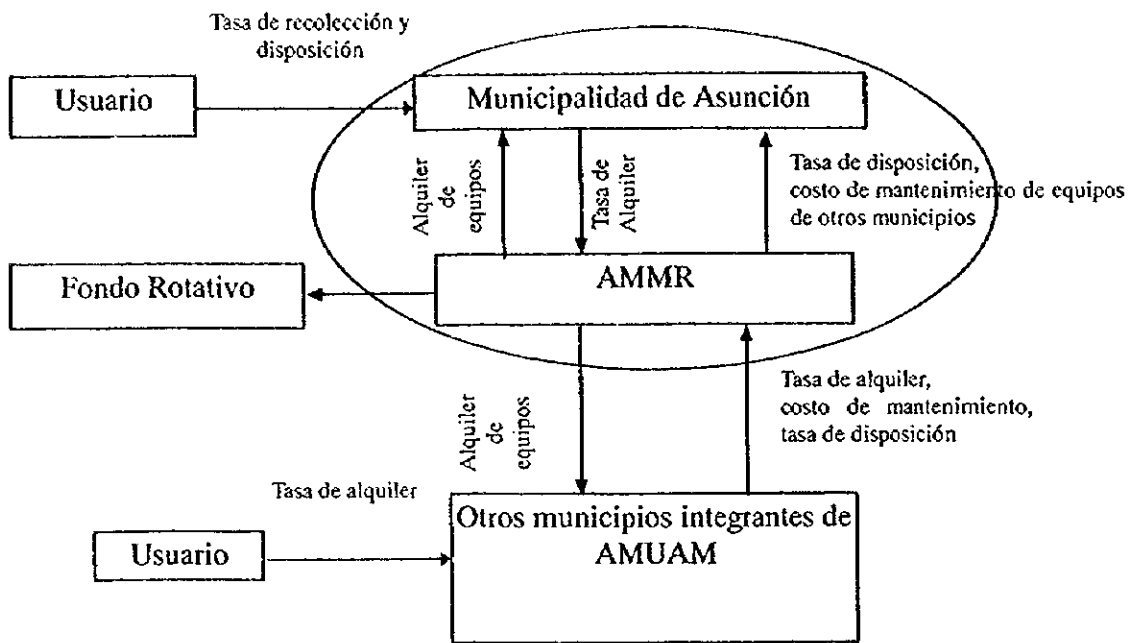 Tasa de recolección y
disposición
Usuario
Municipalidad de Asunción
Alquiler
de
equipos
Tasa de
Alquiler
Tasa de disposición,
costo de mantenimiento de equipos
de otros municipios
Fondo Rotativo
AMMR
Alquiler
de
equipos
Tasa de alquiler,
costo de mantenimiento,
tasa de disposición
Tasa de alquiler
Usuario
Otros municipios integrantes de
AMUAM